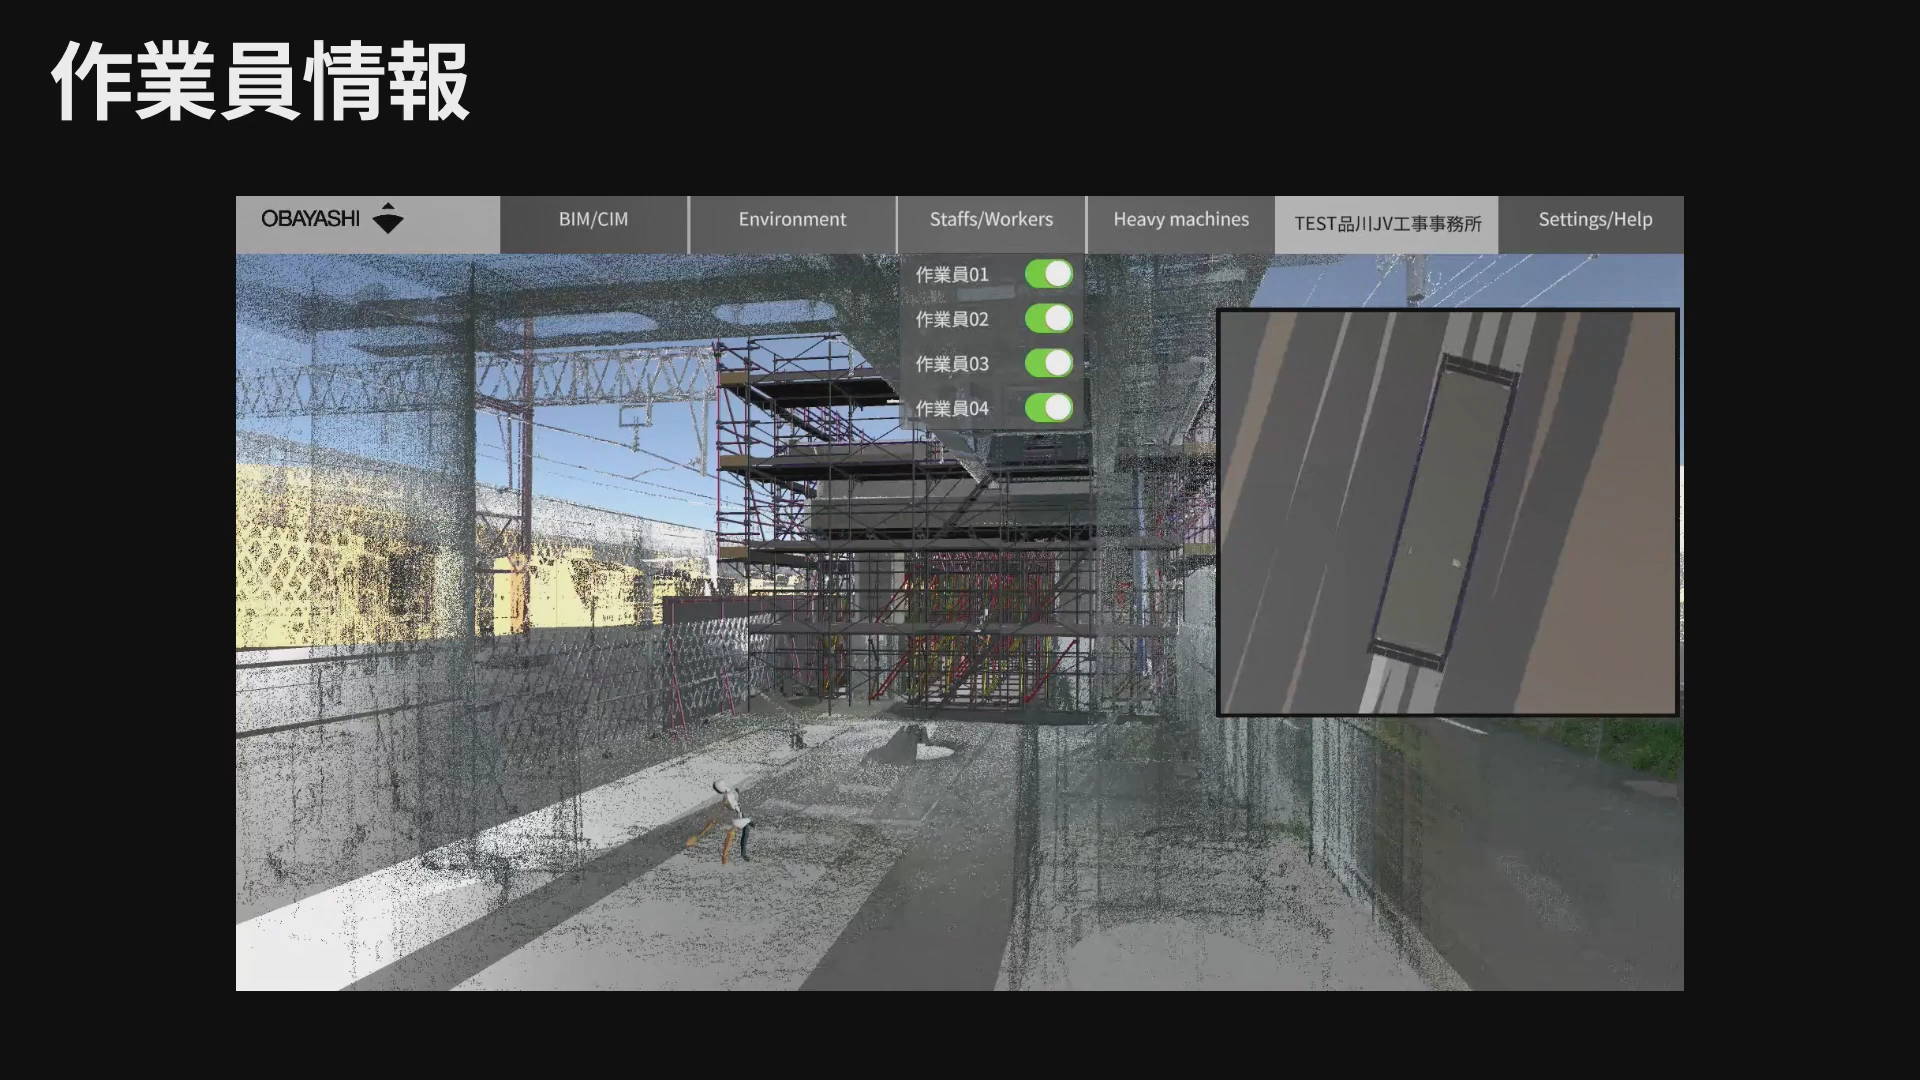 作業員情報
OBAYASHI
BIM/CIM
Environment
Staffs/Workers
Heavy machines
TEST品川JV工事事務所
Settings/Help
作業員01
作業員02
作業員03
作業員04